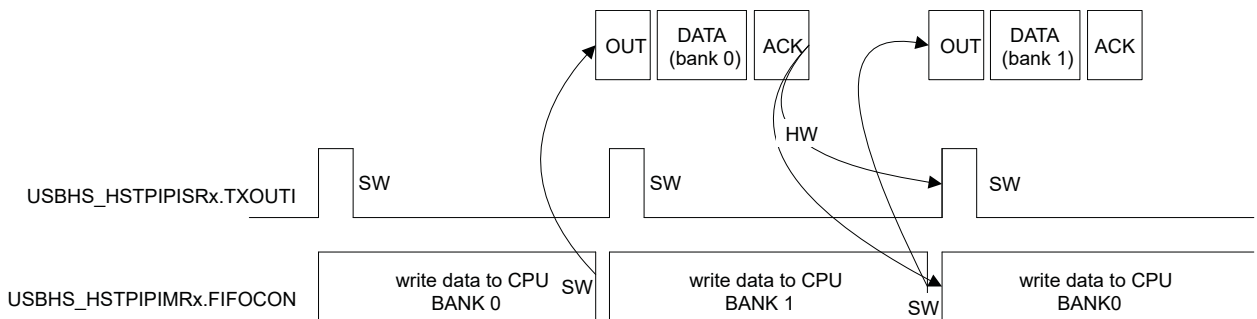 OUT
DATA
(bank 0)
ACK
OUT
DATA
(bank 1)
ACK
HW
USBHS_HSTPIPISRx.TXOUTI
SW
SW
SW
USBHS_HSTPIPIMRx.FIFOCON
write data to CPU
BANK 0
SW
write data to CPU
BANK 1
SW
write data to CPU
BANK0